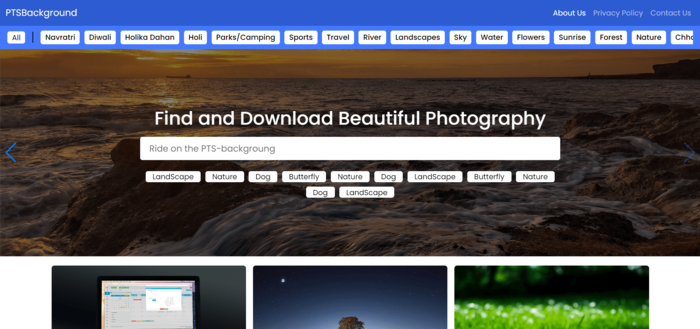 PTSBackground
About Us Privacy Policy Contact Us
All Navratri Diwali Holika Dahan Holi Parks/Camping Sports Travel River Landscapes Sky Water Flowers Sunrise Forest Nature Chho
Find and Download Beautiful Photography
Ride on the PTS-backgroung
LandScape Nature Dog Butterfly Nature Dog LandScape Butterfly Nature
Dog LandScape